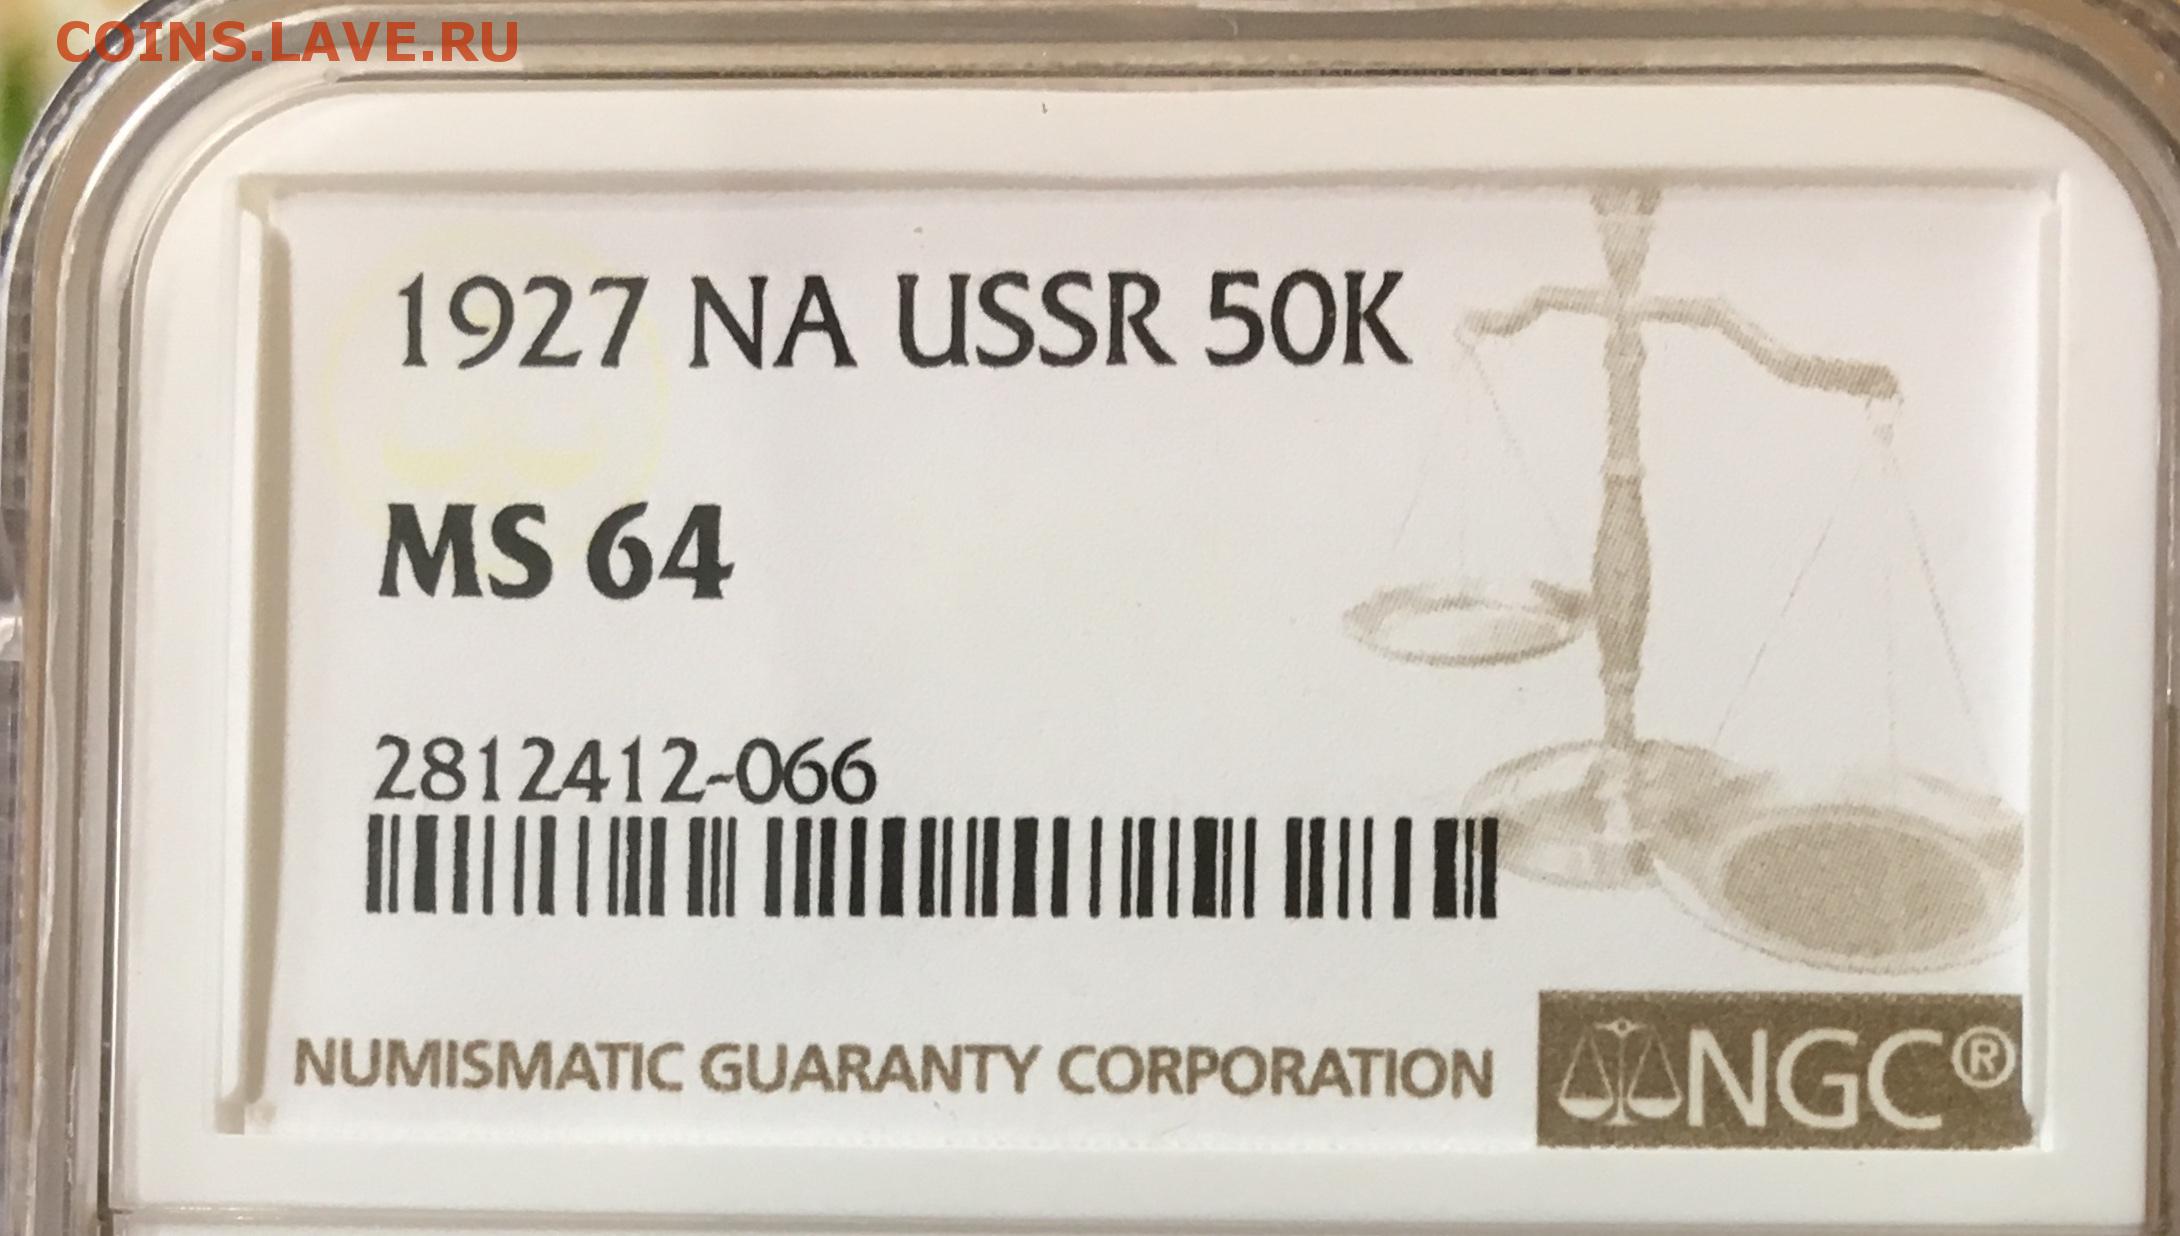 COINS.LAVE.RU
1927 NA USSR 50K
MS 64
2812412-066
NUMISMATIC GUARANTY CORPORATION
NGC®